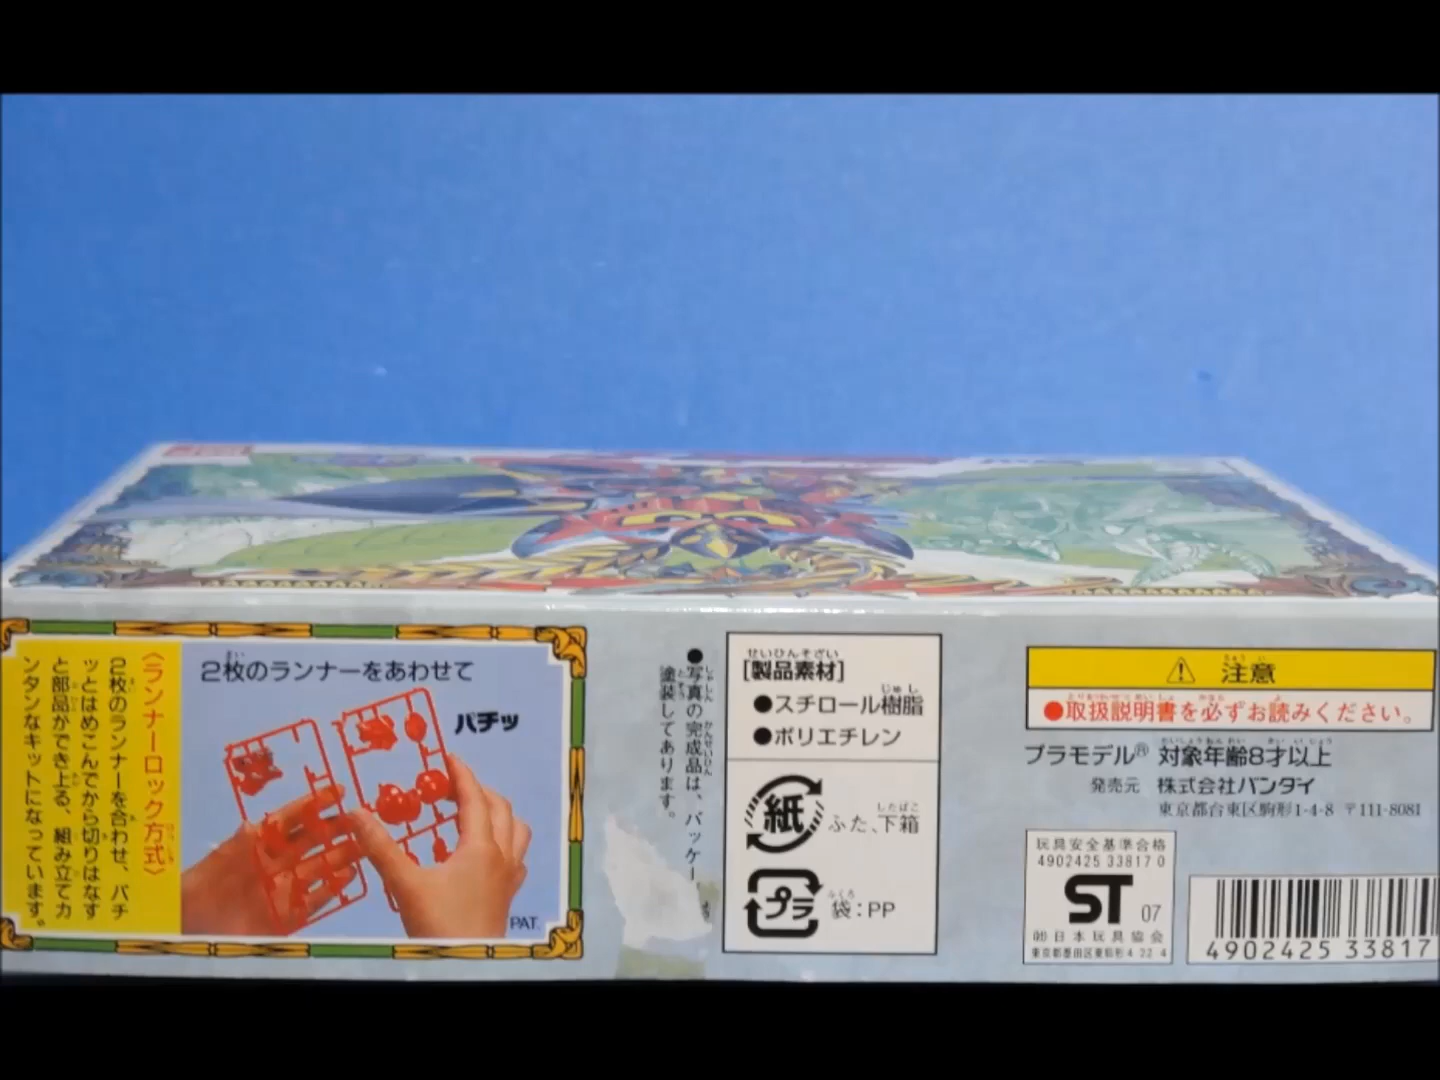 〈ランナーロック方式〉
2枚のランナーを合わせ、パチ
ッとはめこんでから切りはなす
と部品ができ上る、組み立てカ
ンタンなキットになっています。
2枚のランナーをあわせて
パチッ
PAT.
●写真の完成品は、パッケー
塗装してあります。
[製品素材]
●スチロール樹脂
●ポリエチレン
紙 ふた、下箱
プラ 袋:PP
⚠ 注意
●取扱説明書を必ずお読みください。
プラモデル® 対象年齢8才以上
発売元 株式会社バンダイ
東京都台東区駒形1-4-8 〒111-8081
玩具安全基準合格
4902425 33817 0
ST 07
㈳日本玩具協会
4902425 33817